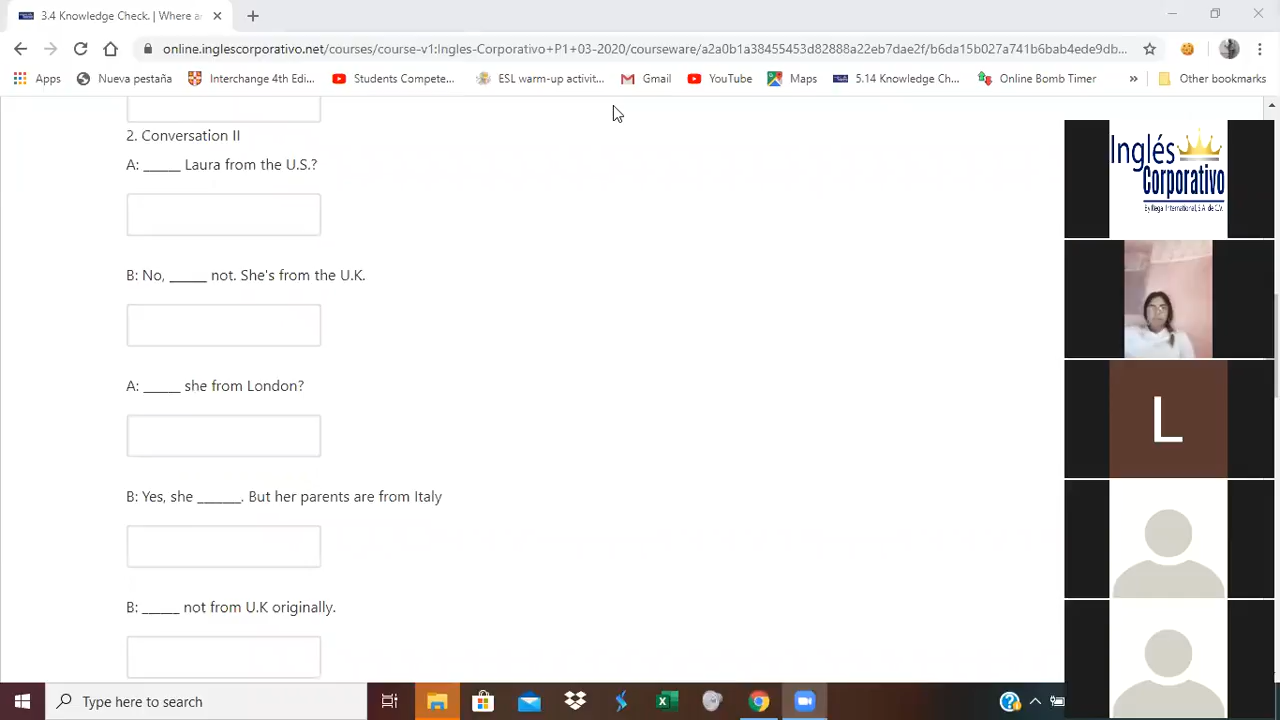 3.4 Knowledge Check. | Where a
online.inglescorporativo.net/courses/course-v1:Ingles-Corporativo+P1+03-2020/courseware/a2a0b1a38455453d82888a22eb7dae2f/b6da15b027a741b6bab4ede9db...
Apps
Nueva pestaña
Interchange 4th Edi...
Students Compete...
ESL warm-up activit...
Gmail
YouTube
Maps
5.14 Knowledge Ch...
Online Bomb Timer
»
Other bookmarks
2. Conversation II
A: _____ Laura from the U.S.?
B: No, _____ not. She's from the U.K.
A: _____ she from London?
B: Yes, she ______. But her parents are from Italy
B: _____ not from U.K originally.
Inglés
Corporativo
By Rega International, S.A. de C.V.
L
Type here to search